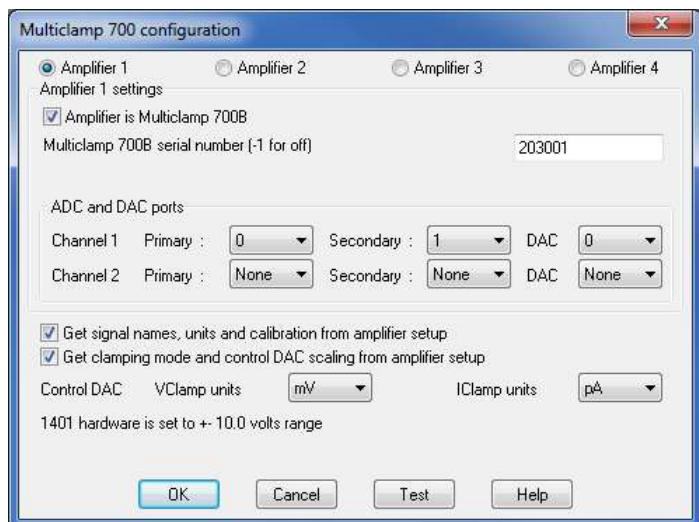 Multiclamp 700 configuration
Amplifier 1 Amplifier 2 Amplifier 3 Amplifier 4
Amplifier 1 settings
Amplifier is Multiclamp 700B
Multiclamp 700B serial number (-1 for off) 203001
ADC and DAC ports
Channel 1 Primary : 0 Secondary : 1 DAC 0
Channel 2 Primary : None Secondary : None DAC None
Get signal names, units and calibration from amplifier setup
Get clamping mode and control DAC scaling from amplifier setup
Control DAC VClamp units mV IClamp units pA
1401 hardware is set to +- 10.0 volts range
OK Cancel Test Help